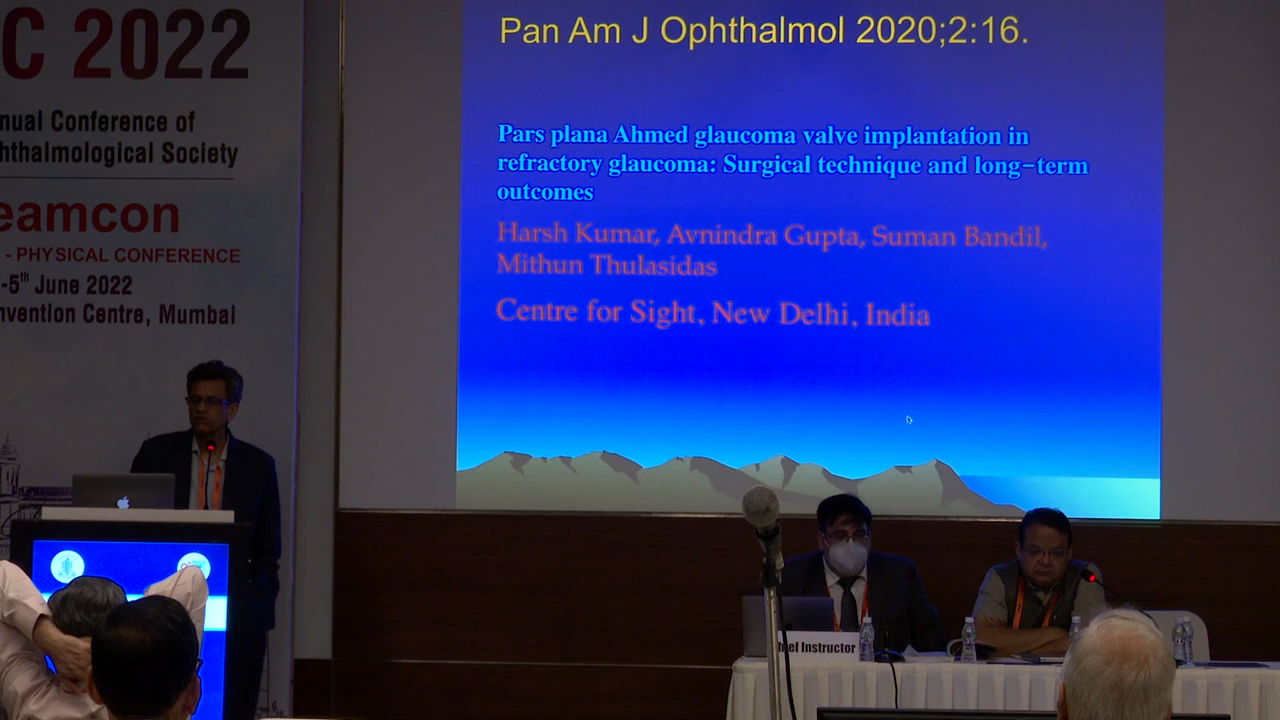 C 2022
nual Conference of
hthalmological Society
eamcon
- PHYSICAL CONFERENCE
-5th June 2022
nvention Centre, Mumbai
Pan Am J Ophthalmol 2020;2:16.
Pars plana Ahmed glaucoma valve implantation in
refractory glaucoma: Surgical technique and long-term
outcomes
Harsh Kumar, Avnindra Gupta, Suman Bandil,
Mithun Thulasidas
Centre for Sight, New Delhi, India
hief Instructor